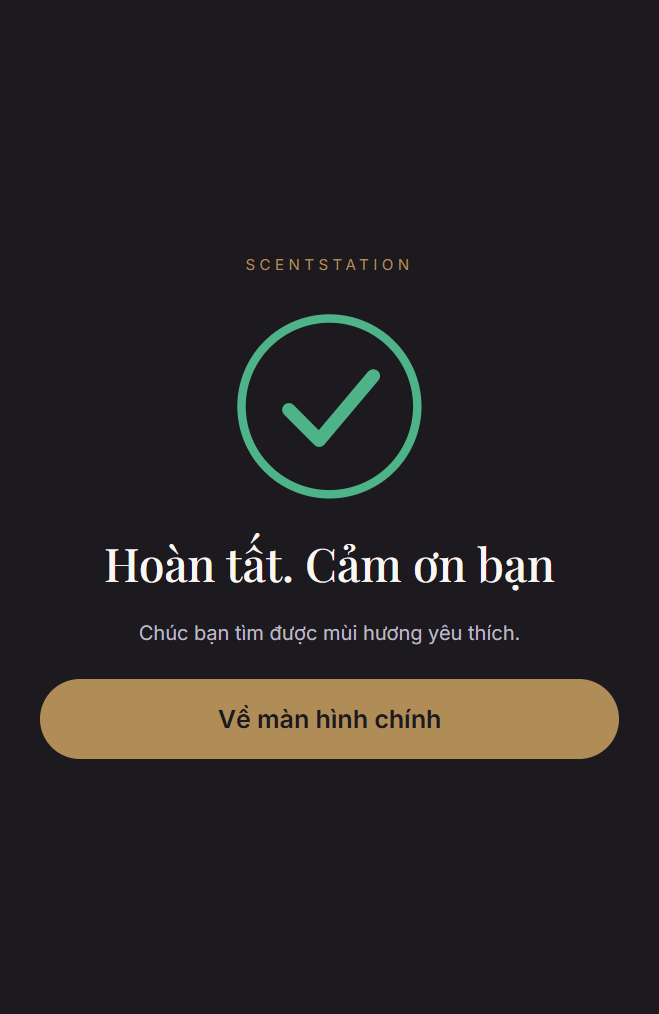 SCENTSTATION
Hoàn tất. Cảm ơn bạn
Chúc bạn tìm được mùi hương yêu thích.
Về màn hình chính